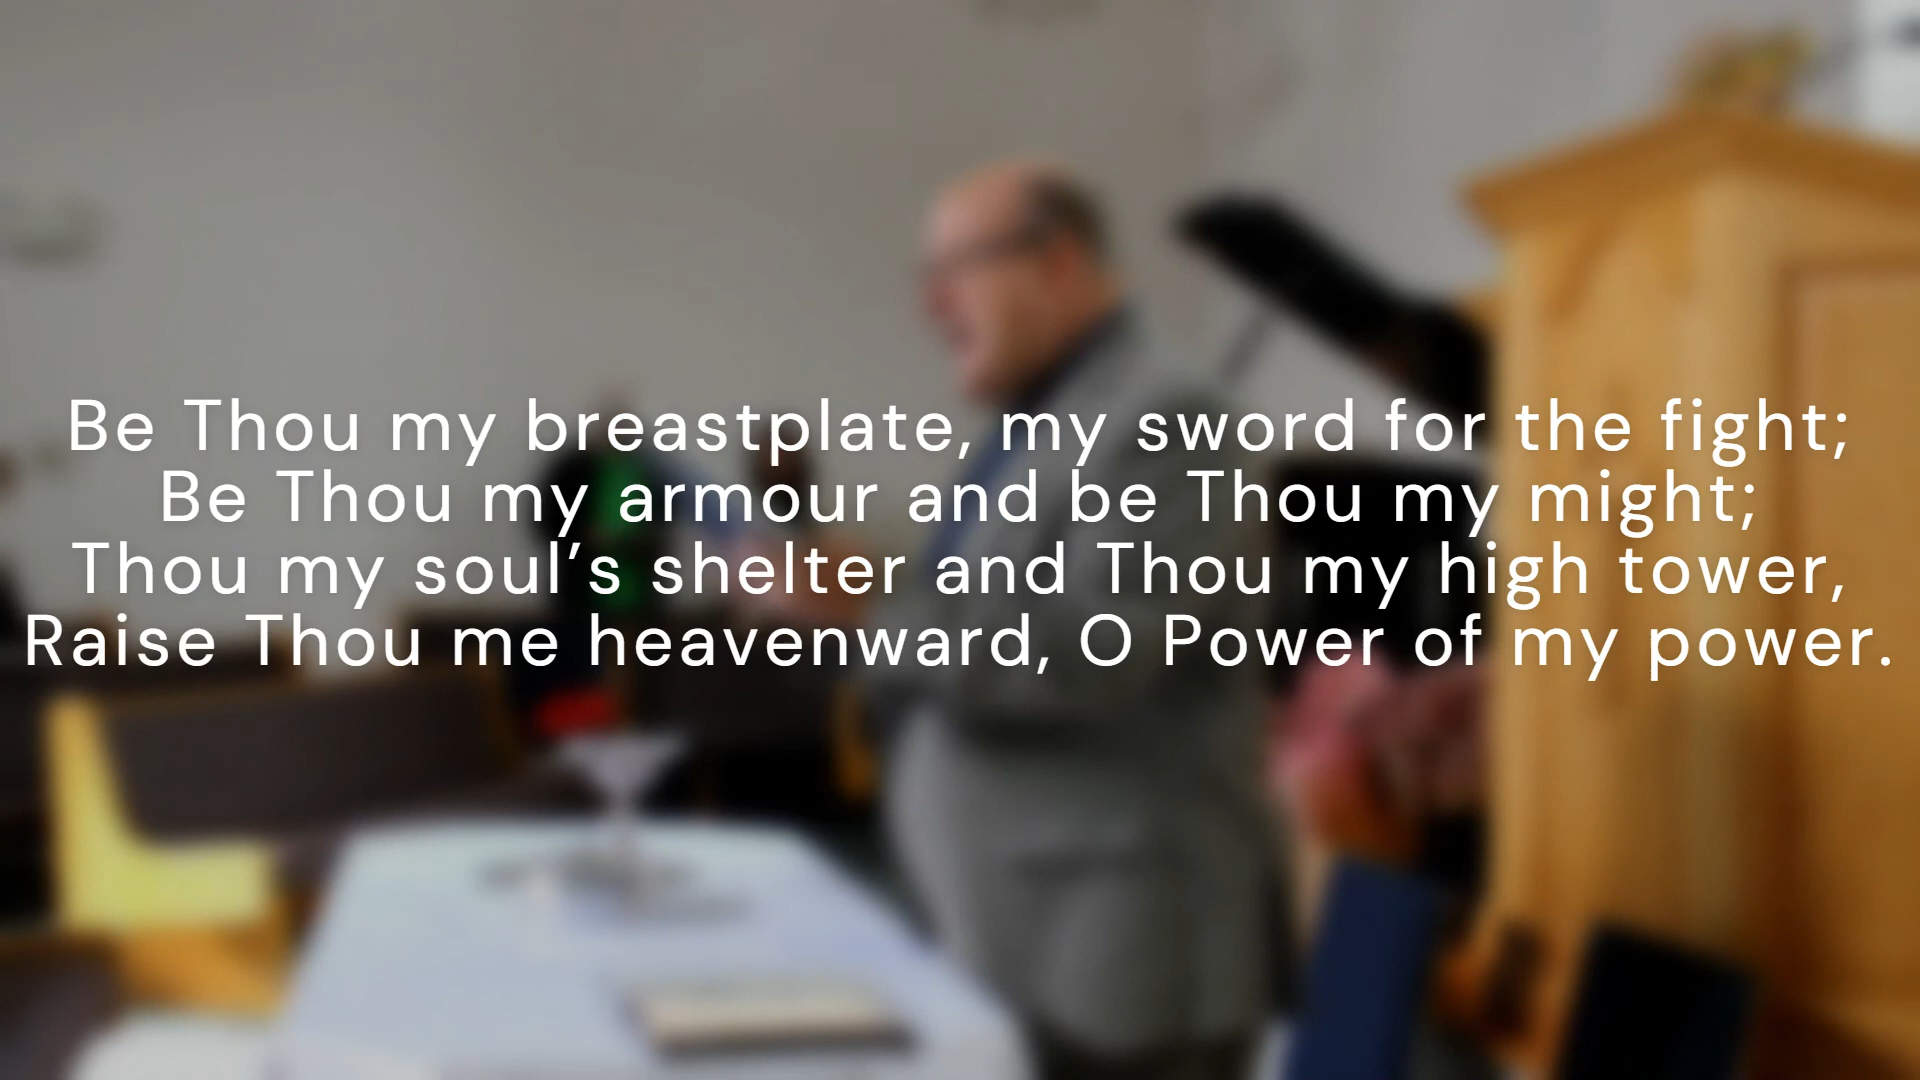 Be Thou my breastplate, my sword for the fight;
Be Thou my armour and be Thou my might;
Thou my soul’s shelter and Thou my high tower,
Raise Thou me heavenward, O Power of my power.